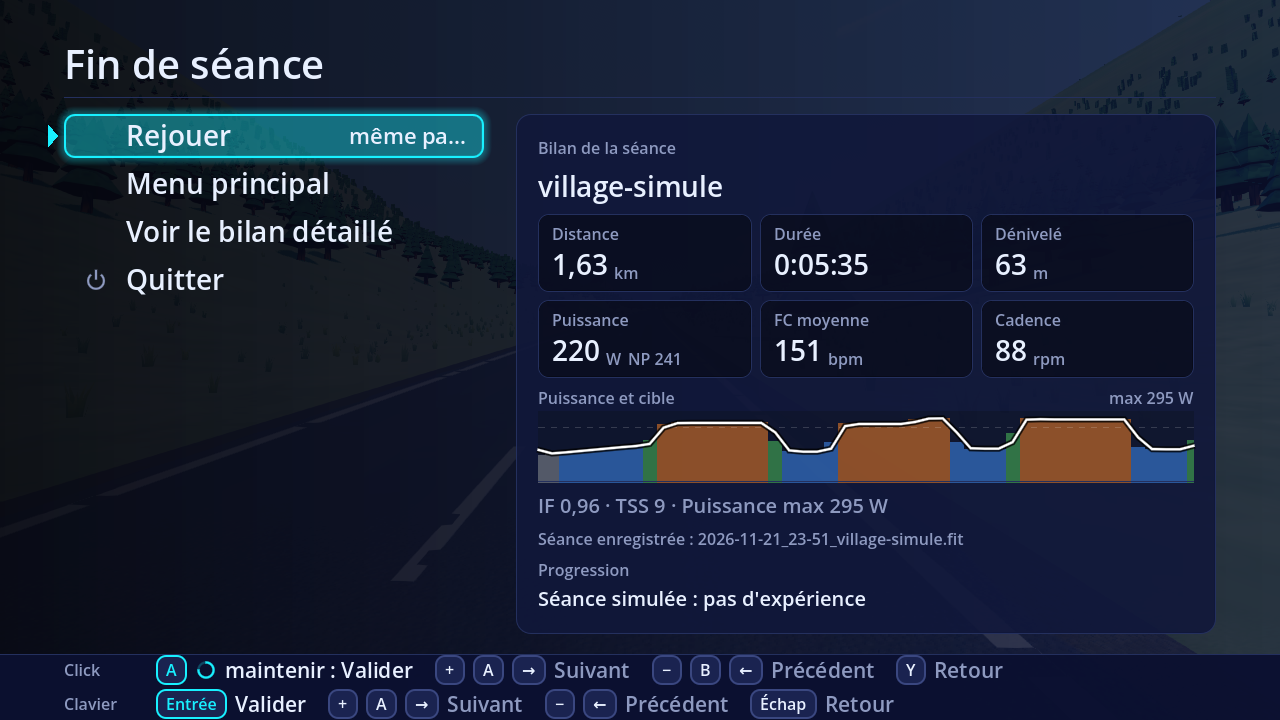 Fin de séance
Rejouer même pa...
Menu principal
Voir le bilan détaillé
Quitter
Bilan de la séance
village-simule
Distance Durée Dénivelé
1,63 km 0:05:35 63 m
Puissance FC moyenne Cadence
220 W NP 241 151 bpm 88 rpm
Puissance et cible max 295 W
IF 0,96 · TSS 9 · Puissance max 295 W
Séance enregistrée : 2026-11-21_23-51_village-simule.fit
Progression
Séance simulée : pas d'expérience
Click A maintenir : Valider + A → Suivant − B ← Précédent Y Retour
Clavier Entrée Valider + A → Suivant − ← Précédent Échap Retour